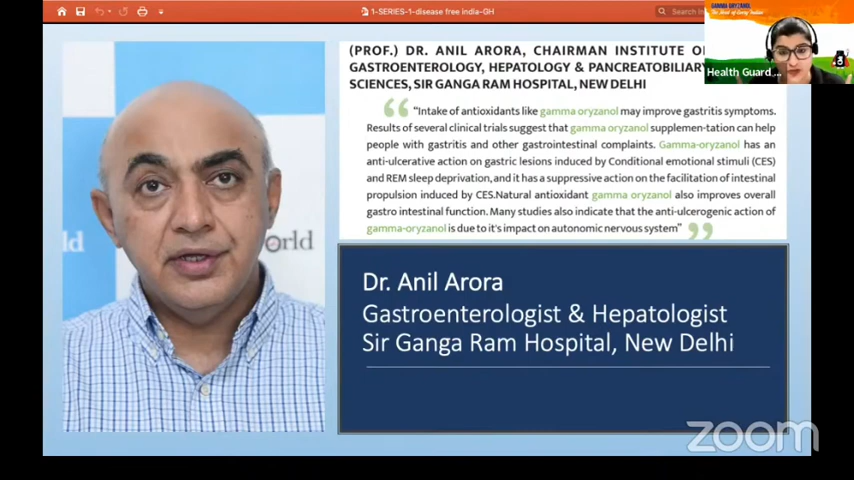 1-SERIES-1-disease free india-GH
Search in
GAMMA ORYZANOL
Health Guard ...
(PROF.) DR. ANIL ARORA, CHAIRMAN INSTITUTE O
GASTROENTEROLOGY, HEPATOLOGY & PANCREATOBILIARY
SCIENCES, SIR GANGA RAM HOSPITAL, NEW DELHI
“Intake of antioxidants like gamma oryzanol may improve gastritis symptoms.
Results of several clinical trials suggest that gamma oryzanol supplemen-tation can help
people with gastritis and other gastrointestinal complaints. Gamma-oryzanol has an
anti-ulcerative action on gastric lesions induced by Conditional emotional stimuli (CES)
and REM sleep deprivation, and it has a suppressive action on the facilitation of intestinal
propulsion induced by CES.Natural antioxidant gamma oryzanol also improves overall
gastro intestinal function. Many studies also indicate that the anti-ulcerogenic action of
gamma-oryzanol is due to it's impact on autonomic nervous system”
ld
orld
Dr. Anil Arora
Gastroenterologist & Hepatologist
Sir Ganga Ram Hospital, New Delhi
zoom